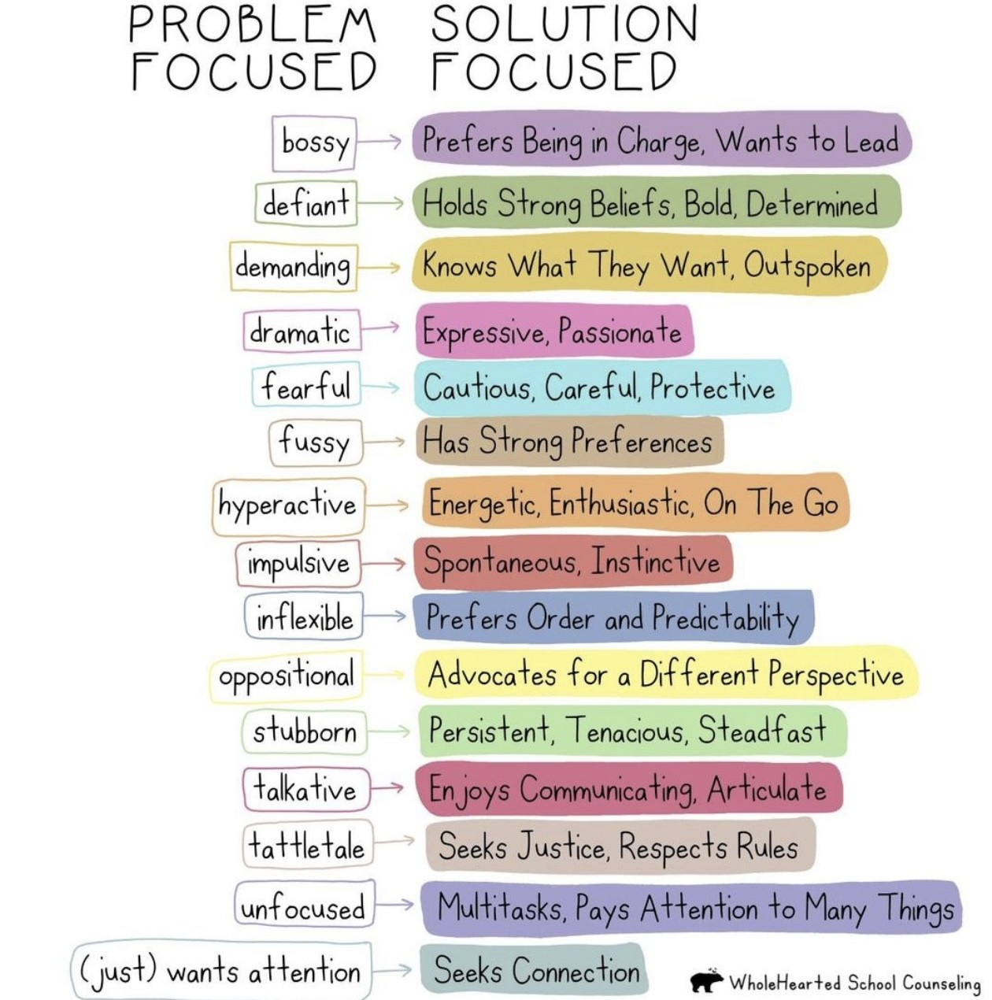 PROBLEM FOCUSED
SOLUTION FOCUSED
bossy
Prefers Being in Charge, Wants to Lead
defiant
Holds Strong Beliefs, Bold, Determined
demanding
Knows What They Want, Outspoken
dramatic
Expressive, Passionate
fearful
Cautious, Careful, Protective
fussy
Has Strong Preferences
hyperactive
Energetic, Enthusiastic, On The Go
impulsive
Spontaneous, Instinctive
inflexible
Prefers Order and Predictability
oppositional
Advocates for a Different Perspective
stubborn
Persistent, Tenacious, Steadfast
talkative
Enjoys Communicating, Articulate
tattletale
Seeks Justice, Respects Rules
unfocused
Multitasks, Pays Attention to Many Things
(just) wants attention
Seeks Connection
WholeHearted School Counseling